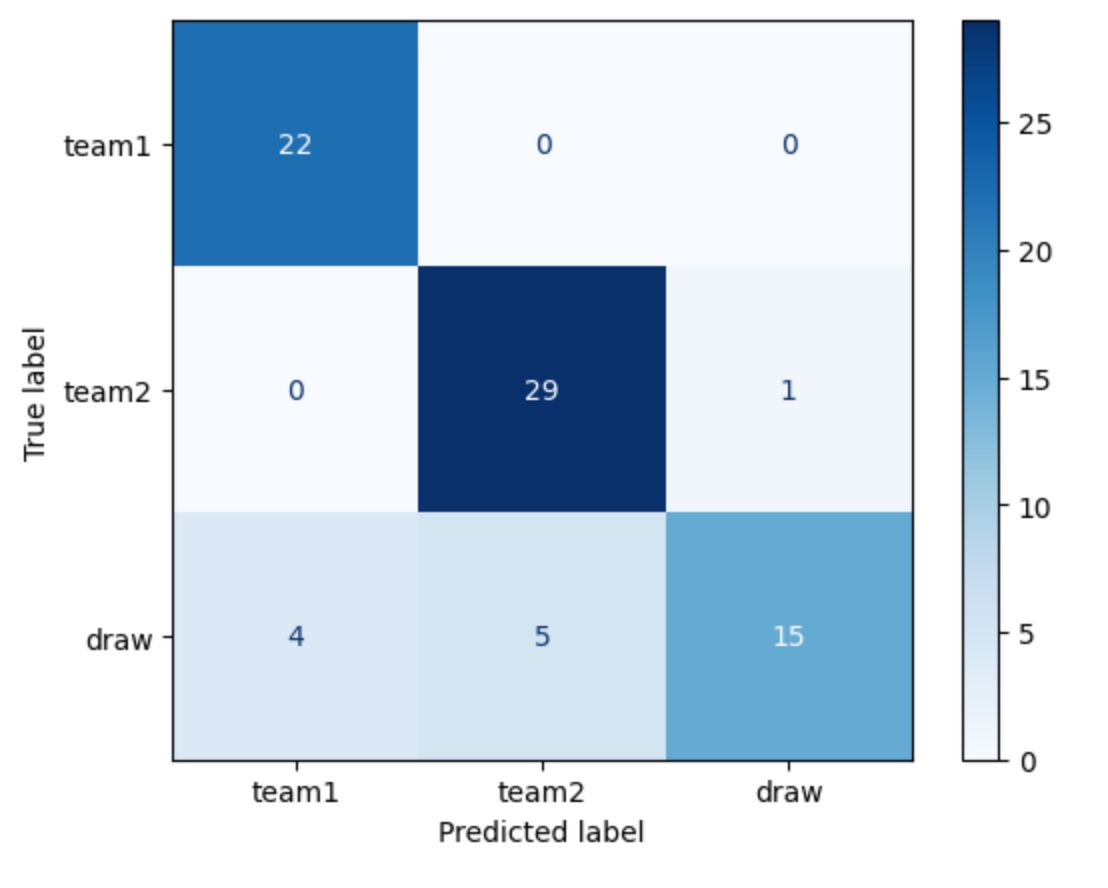 team1 22 0 0
team2 0 29 1
draw 4 5 15
team1 team2 draw
Predicted label
True label
25
20
15
10
5
0